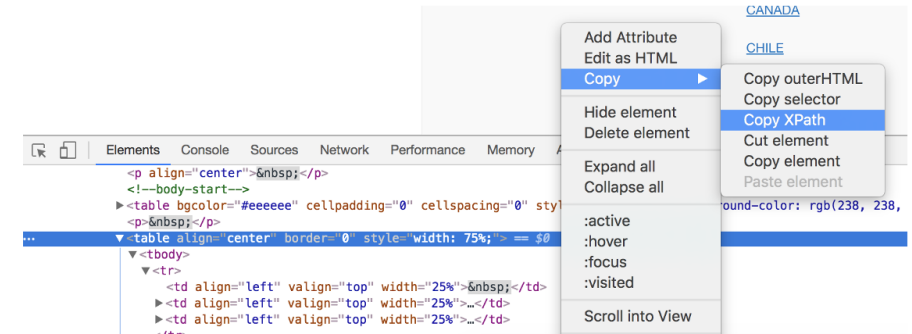 CANADA
CHILE
Add Attribute
Edit as HTML
Copy ▶
Hide element
Delete element
Expand all
Collapse all
:active
:hover
:focus
:visited
Scroll into View
Copy outerHTML
Copy selector
Copy XPath
Cut element
Copy element
Paste element
Elements Console Sources Network Performance Memory
<p align="center">&nbsp;</p>
<!--body-start-->
▶<table bgcolor="#eeeeee" cellpadding="0" cellspacing="0" styl round-color: rgb(238, 238,
<p>&nbsp;</p>
… ▼<table align="center" border="0" style="width: 75%;"> == $0
▼<tbody>
▼<tr>
<td align="left" valign="top" width="25%">&nbsp;</td>
▶<td align="left" valign="top" width="25%">…</td>
▶<td align="left" valign="top" width="25%">…</td>